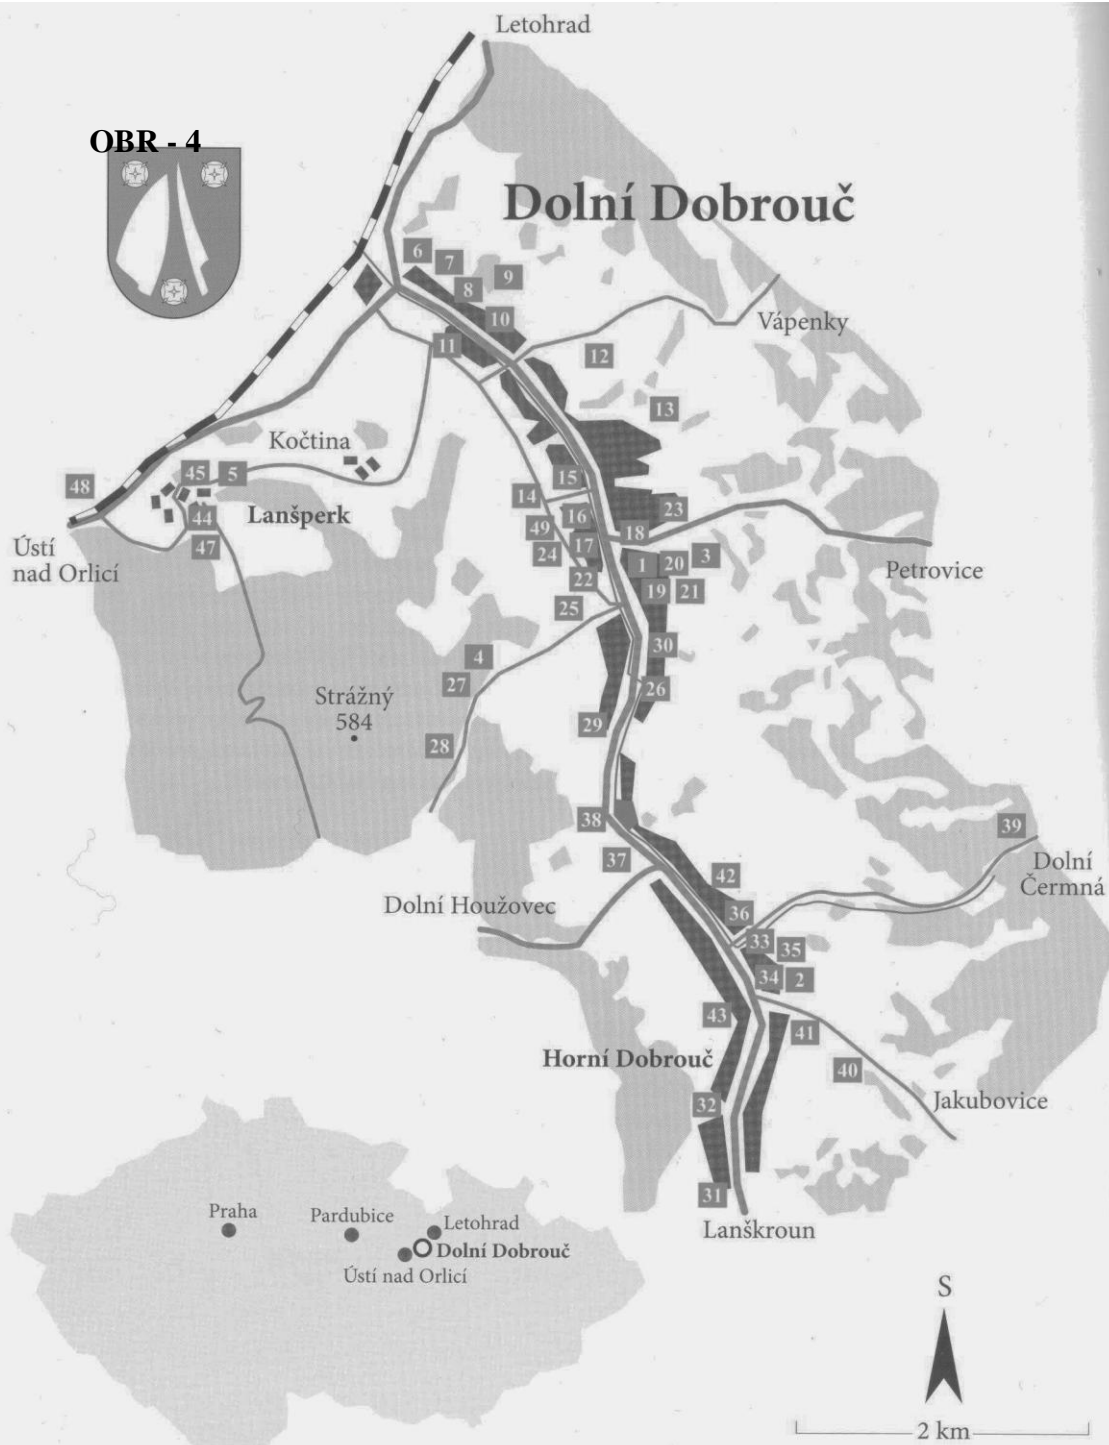 Letohrad
OBR - 4
Dolní Dobrouč
6
7
8
9
10
Vápenky
11
12
13
Kočtina
48
45
5
15
14
23
44
Lanšperk
16
49
18
Ústí
nad Orlicí
47
24
17
1
20
3
Petrovice
22
19
21
25
30
4
27
26
Strážný
584
29
28
38
39
37
Dolní
Čermná
42
Dolní Houžovec
36
33
35
34
2
43
41
Horní Dobrouč
40
32
Jakubovice
31
Lanškroun
Praha
Pardubice
Letohrad
Dolní Dobrouč
Ústí nad Orlicí
S
2 km